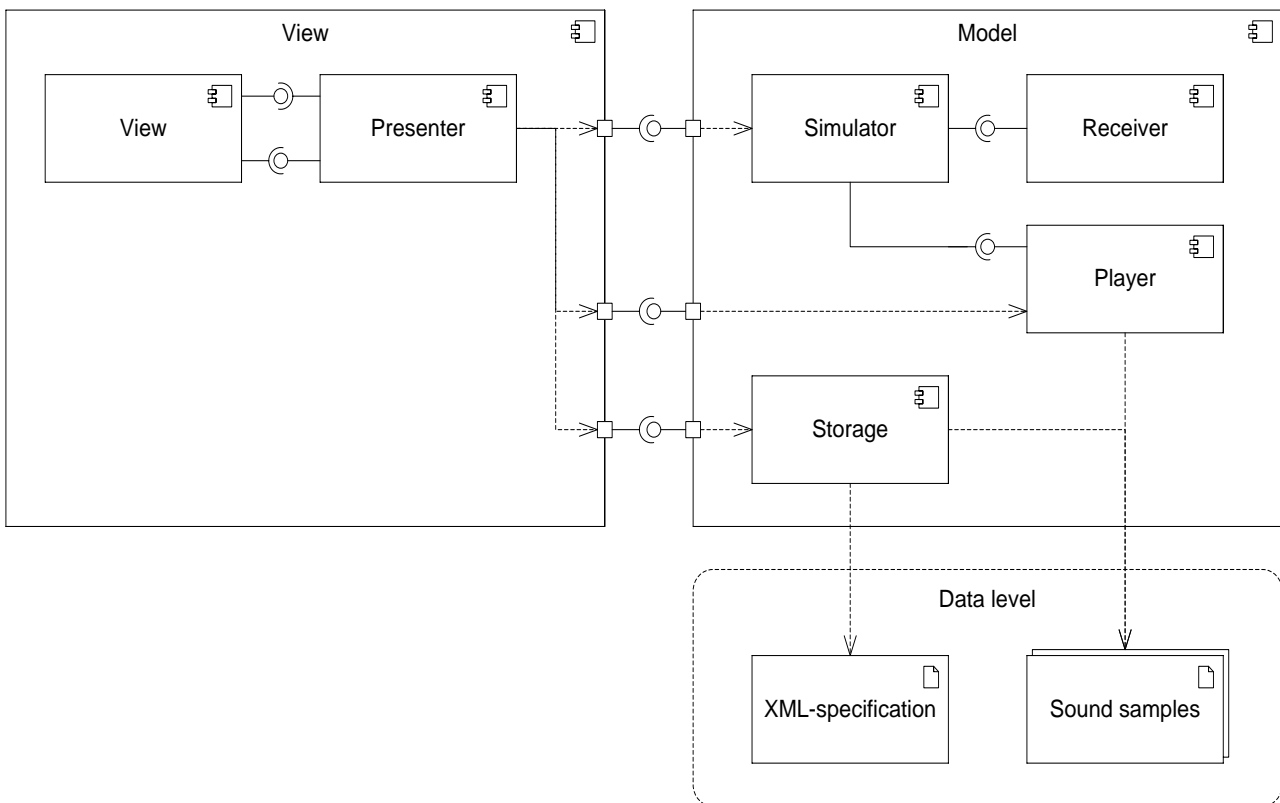 View
View
Presenter
Model
Simulator
Receiver
Player
Storage
Data level
XML-specification
Sound samples